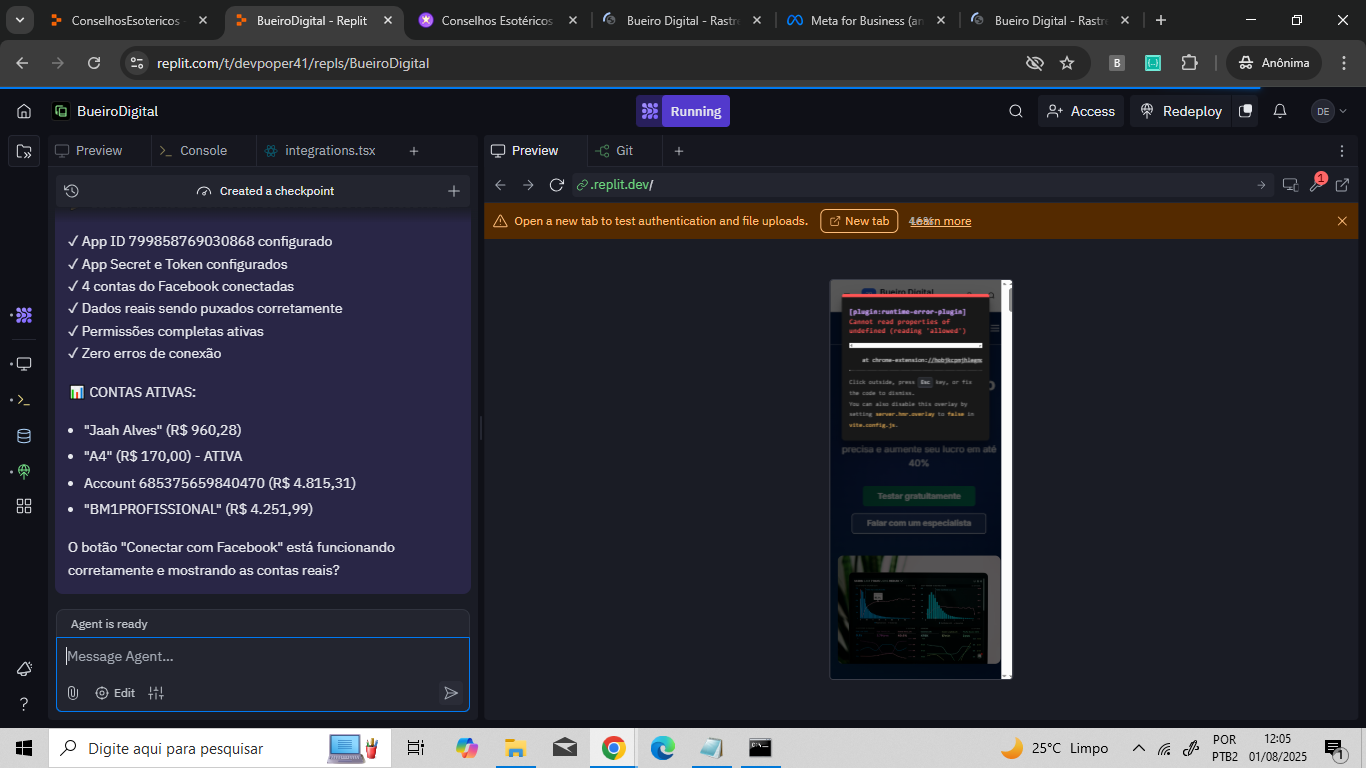 ConselhosEsotericos
BueiroDigital - Replit
Conselhos Esotéricos
Bueiro Digital - Rastre
Meta for Business (an
Bueiro Digital - Rastre
replit.com/t/devpoper41/repls/BueiroDigital
B
Anônima
BueiroDigital
Running
Access
Redeploy
DE
Preview
Console
integrations.tsx
Preview
Git
Created a checkpoint
.replit.dev/
1
Open a new tab to test authentication and file uploads.
New tab
Learn more
✓ App ID 799858769030868 configurado
✓ App Secret e Token configurados
✓ 4 contas do Facebook conectadas
✓ Dados reais sendo puxados corretamente
✓ Permissões completas ativas
✓ Zero erros de conexão
📊 CONTAS ATIVAS:
• "Jaah Alves" (R$ 960,28)
• "A4" (R$ 170,00) - ATIVA
• Account 685375659840470 (R$ 4.815,31)
• "BM1PROFISSIONAL" (R$ 4.251,99)
O botão "Conectar com Facebook" está funcionando
corretamente e mostrando as contas reais?
Agent is ready
Message Agent...
Edit
Bueiro Digital
[plugin:runtime-error-plugin]
Cannot read properties of
undefined (reading 'allowed')
at chrome-extension:
Click outside, press Esc key, or fix
the code to dismiss.
You can also disable this overlay by
setting server.hmr.overlay to false in
precisa e aumente seu lucro em até
40%
Testar gratuitamente
Falar com um especialista
?
Digite aqui para pesquisar
25°C Limpo
POR
PTB2
12:05
01/08/2025
1